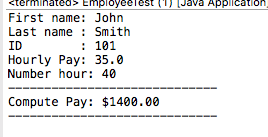 <terminated> EmployeeTest (1) [Java Application]
First name: John
Last name : Smith
ID        : 101
Hourly Pay: 35.0
Number hour: 40
------------------------------
Compute Pay: $1400.00
------------------------------